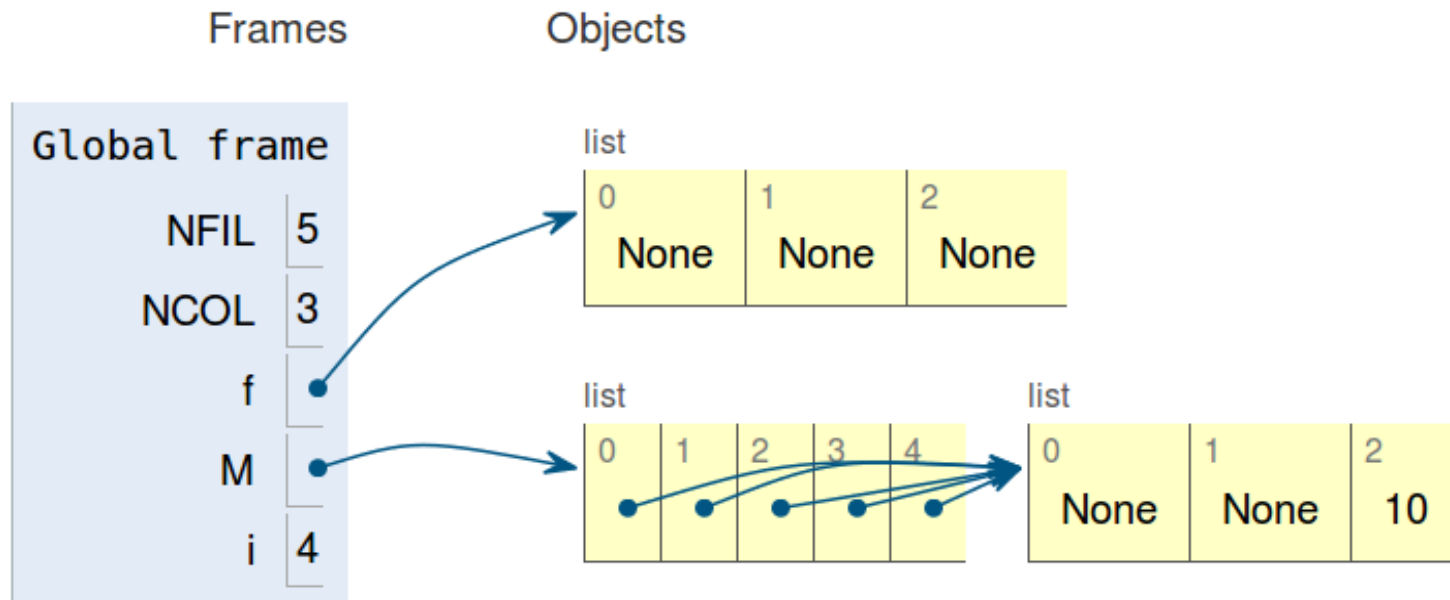 Frames Objects
Global frame
NFIL 5
NCOL 3
f
M
i 4
list
0 1 2
None None None
list
0 1 2 3 4
list
0 1 2
None None 10